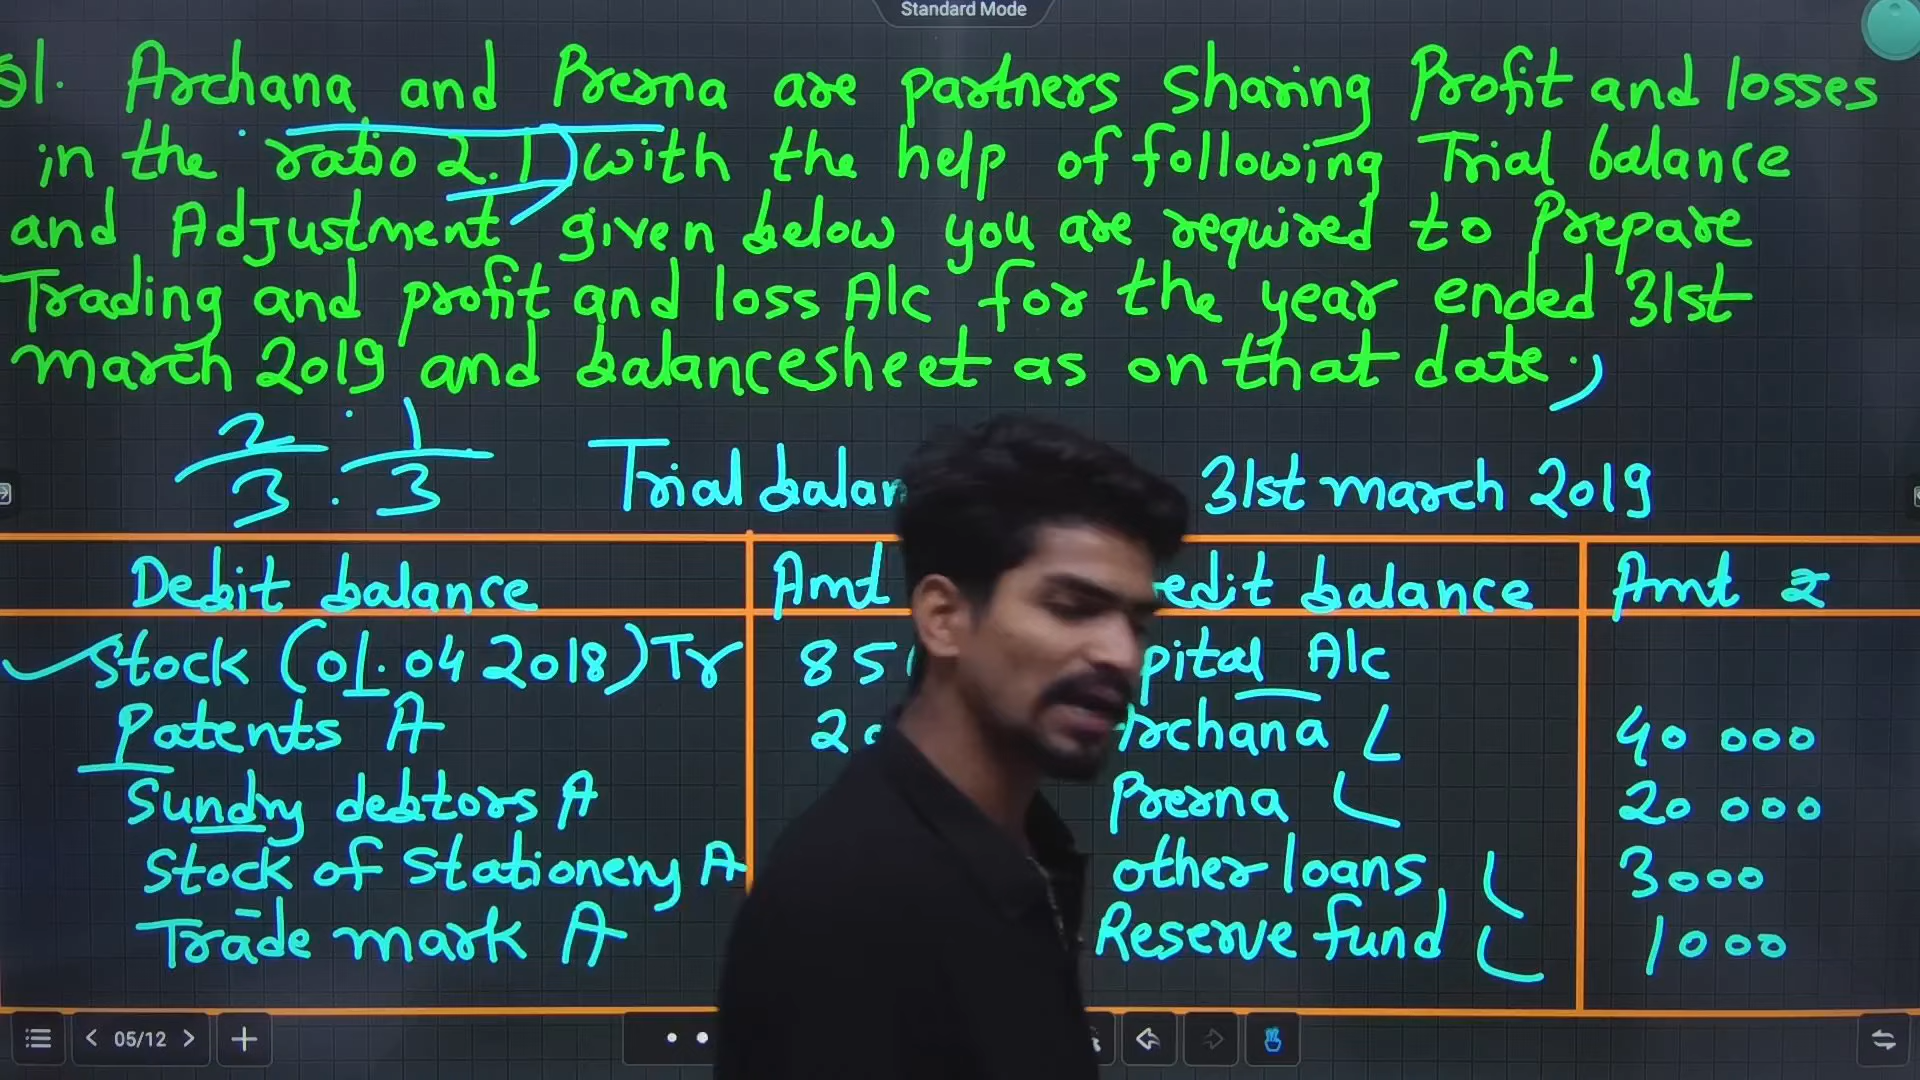 Standard Mode
Q1. Archana and Prerna are partners sharing Profit and losses
in the ratio 2.1 with the help of following Trial balance
and Adjustment given below you are required to Prepare
Trading and profit and loss A/c for the year ended 31st
march 2019 and balancesheet as on that date.,
2/3 : 1/3 Trial balan 31st march 2019
Debit balance Amt edit balance Amt ₹
Stock (01.04 2018) Tr 85 pital A/c
Patents A 20 rchana L 40 000
Sundry debtors A Prerna L 20 000
Stock of Stationery A other loans L 3000
Trade mark A Reserve fund L 1000
05/12